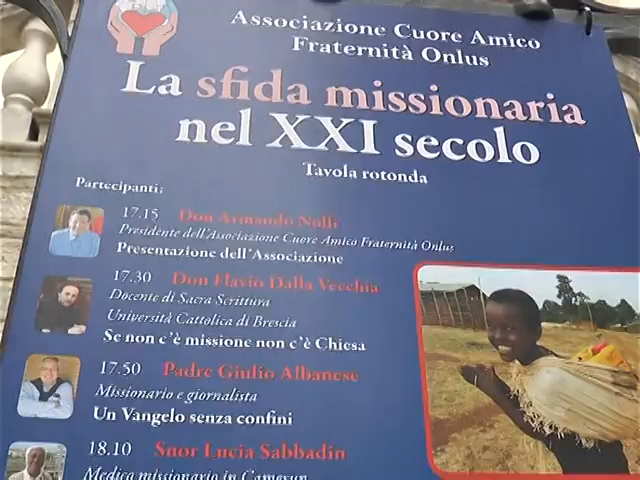 Associazione Cuore Amico
Fraternità Onlus
La sfida missionaria
nel XXI secolo
Tavola rotonda
Partecipanti:
17.15 Don Armando Nolli
Presidente dell'Associazione Cuore Amico Fraternità Onlus
Presentazione dell'Associazione
17.30 Don Flavio Dalla Vecchia
Docente di Sacra Scrittura
Università Cattolica di Brescia
Se non c'è missione non c'è Chiesa
17.50 Padre Giulio Albanese
Missionario e giornalista
Un Vangelo senza confini
18.10 Suor Lucia Sabbadin
Medico missionario in Camerun